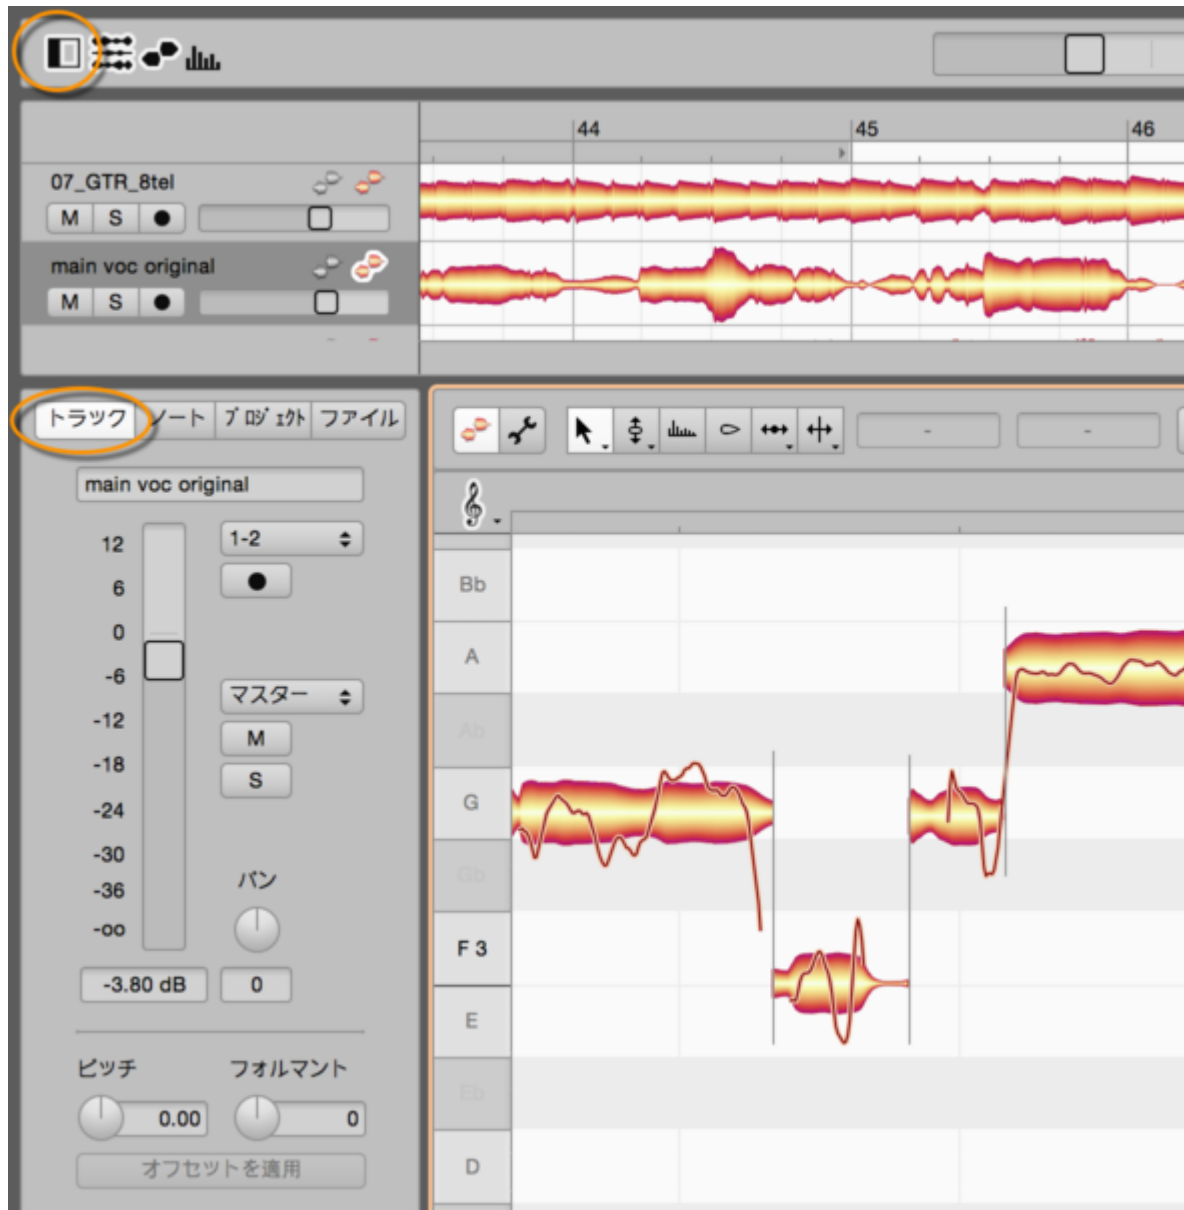 44 45 46
07_GTR_8tel
M S
main voc original
M S
トラック ノート プロジェクト ファイル
main voc original
12
6
0
-6
-12
-18
-24
-30
-36
-oo
1-2
マスター
M
S
パン
-3.80 dB 0
ピッチ フォルマント
0.00 0
オフセットを適用
- -
Bb
A
Ab
G
Gb
F 3
E
Eb
D